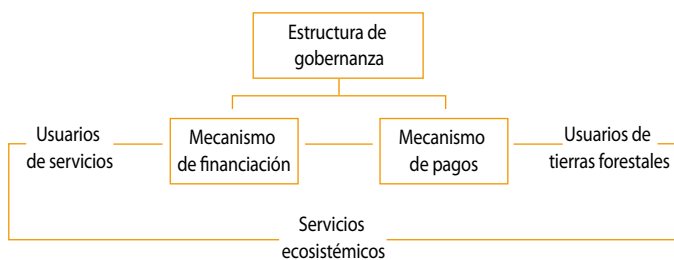 Estructura de
gobernanza
Usuarios
de servicios
Mecanismo
de financiación
Mecanismo
de pagos
Usuarios de
tierras forestales
Servicios
ecosistémicos